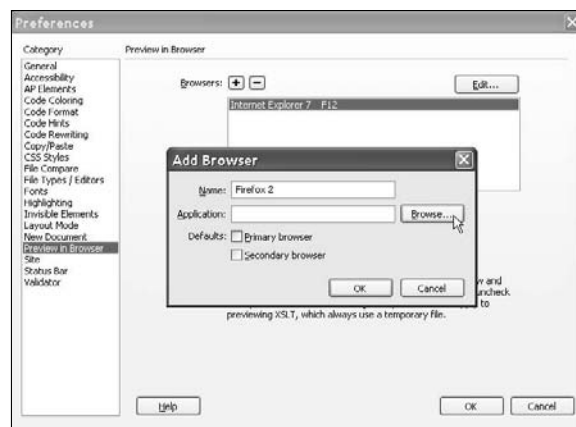 Preferences
Category
Preview in Browser
General
Accessibility
AP Elements
Code Coloring
Code Format
Code Hints
Code Rewriting
Copy/Paste
CSS Styles
File Compare
File Types / Editors
Fonts
Highlighting
Invisible Elements
Layout Mode
New Document
Preview in Browser
Site
Status Bar
Validator
Browsers:
Edit...
Internet Explorer 7 F12
Add Browser
Name: Firefox 2
Application:
Browse...
Defaults: Primary browser
Secondary browser
OK
Cancel
w and
uncheck
to
previewing XSLT, which always use a temporary file.
Help
OK
Cancel